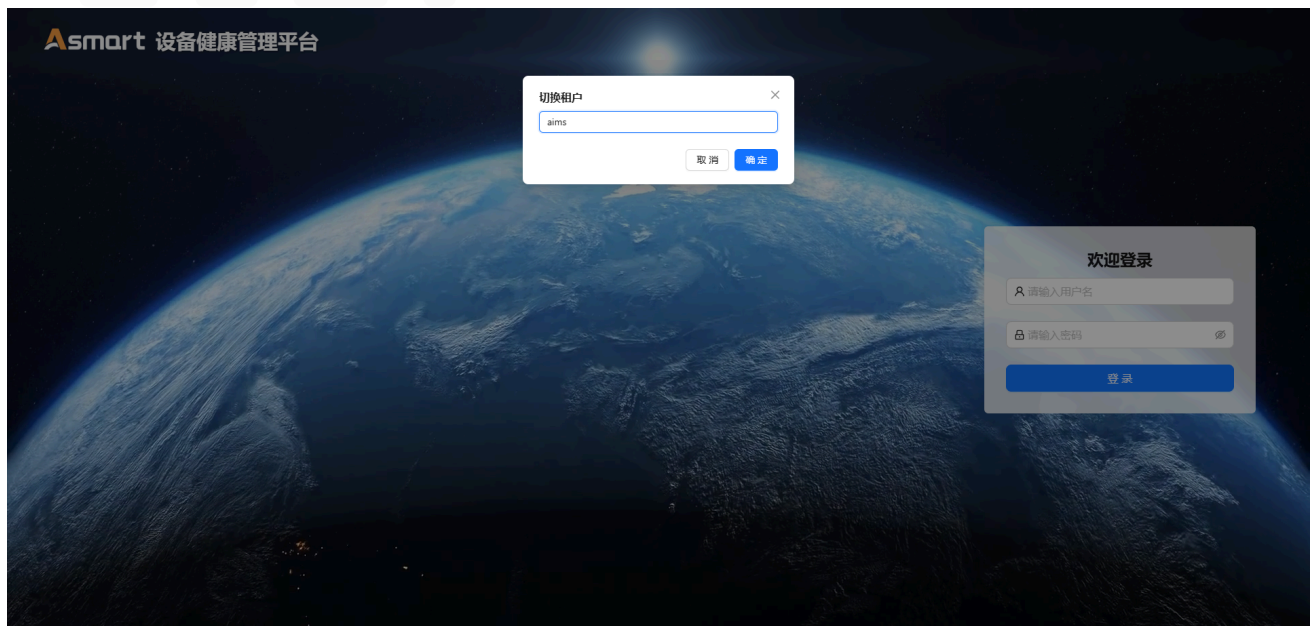 Asmart 设备健康管理平台
切换租户
aims
取消 确定
欢迎登录
请输入用户名
请输入密码
登录